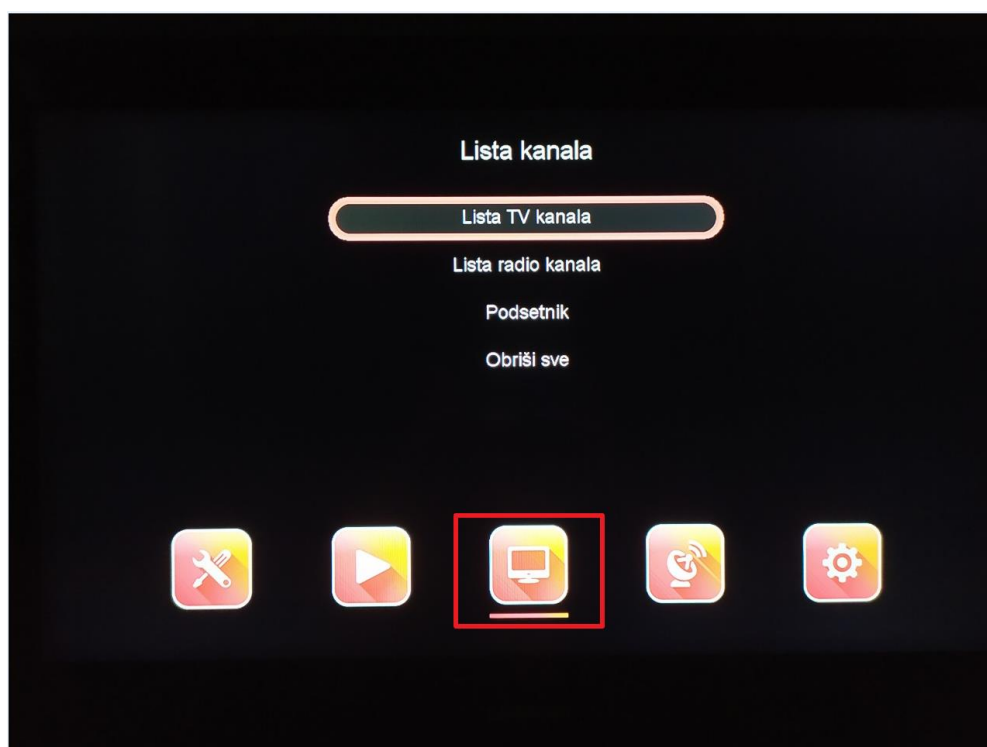 Lista kanala
Lista TV kanala
Lista radio kanala
Podsetnik
Obriši sve